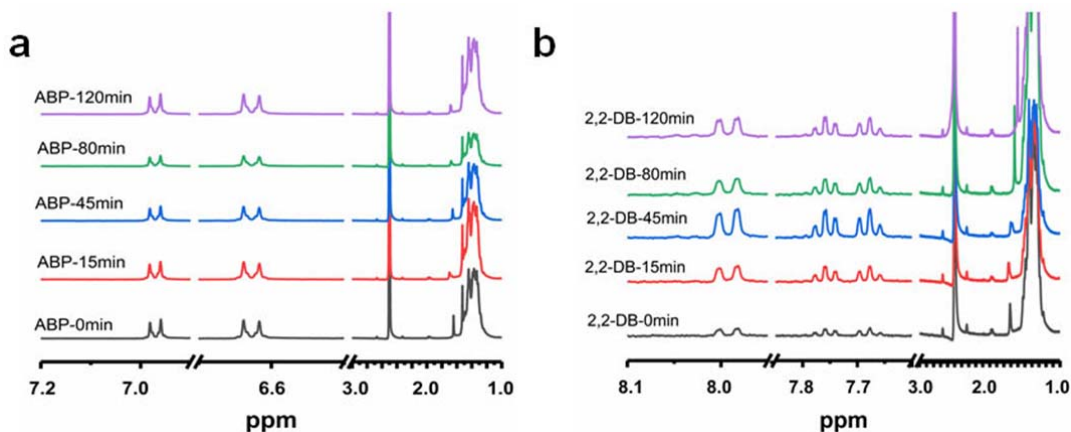 a
ABP-120min
ABP-80min
ABP-45min
ABP-15min
ABP-0min
7.2 7.0 6.6 3.0 2.0 1.0
ppm
b
2,2-DB-120min
2,2-DB-80min
2,2-DB-45min
2,2-DB-15min
2,2-DB-0min
8.1 8.0 7.8 7.7 3.0 2.0 1.0
ppm